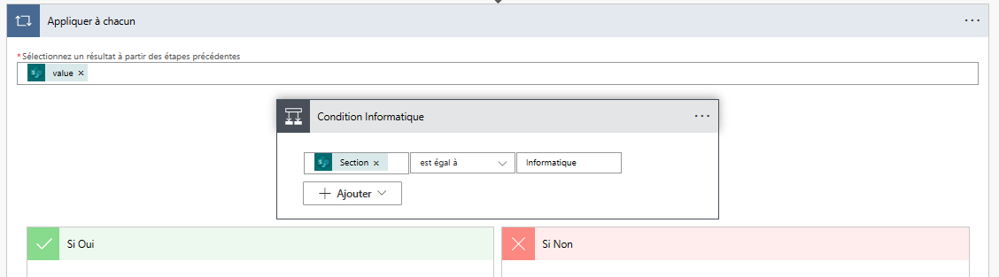 Appliquer à chacun
* Sélectionnez un résultat à partir des étapes précédentes
value ×
Condition Informatique
Section × est égal à Informatique
+ Ajouter
Si Oui Si Non